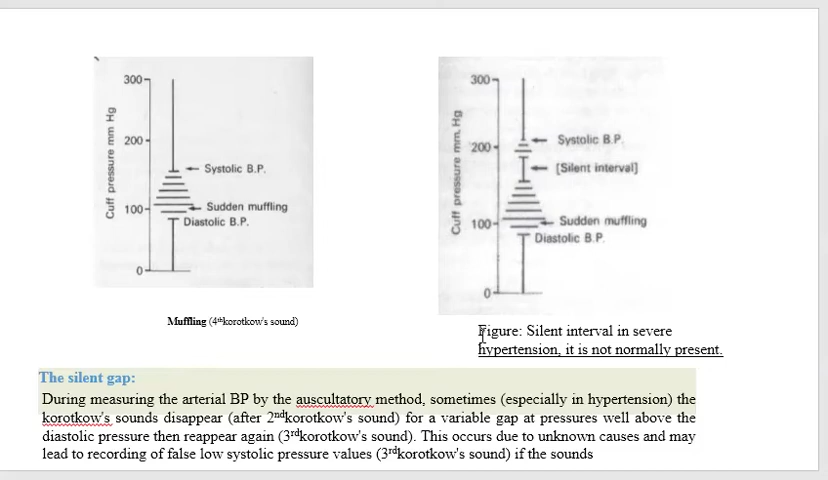 300
200
100
0
Cuff pressure mm Hg
Systolic B.P.
Sudden muffling
Diastolic B.P.
Muffling (4thkorotkow's sound)
300
200
100
0
Cuff pressure mm. Hg
Systolic B.P.
[Silent interval]
Sudden muffling
Diastolic B.P.
Figure: Silent interval in severe
hypertension, it is not normally present.
The silent gap:
During measuring the arterial BP by the auscultatory method, sometimes (especially in hypertension) the
korotkow's sounds disappear (after 2ndkorotkow's sound) for a variable gap at pressures well above the
diastolic pressure then reappear again (3rdkorotkow's sound). This occurs due to unknown causes and may
lead to recording of false low systolic pressure values (3rdkorotkow's sound) if the sounds